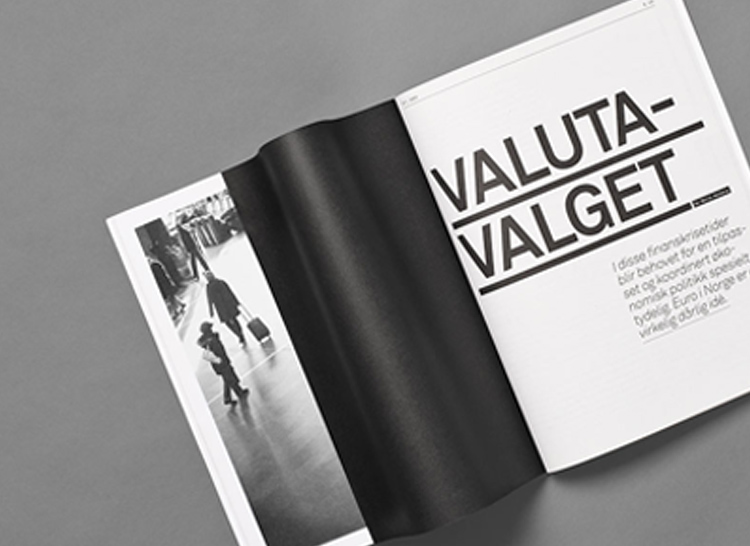 VALUTA-
VALGET
I disse finanskrisetider
blir behovet for en tilpas-
set og koordinert øko-
nomisk politikk spesielt
tydelig. Euro i Norge er
virkelig dårlig idé.